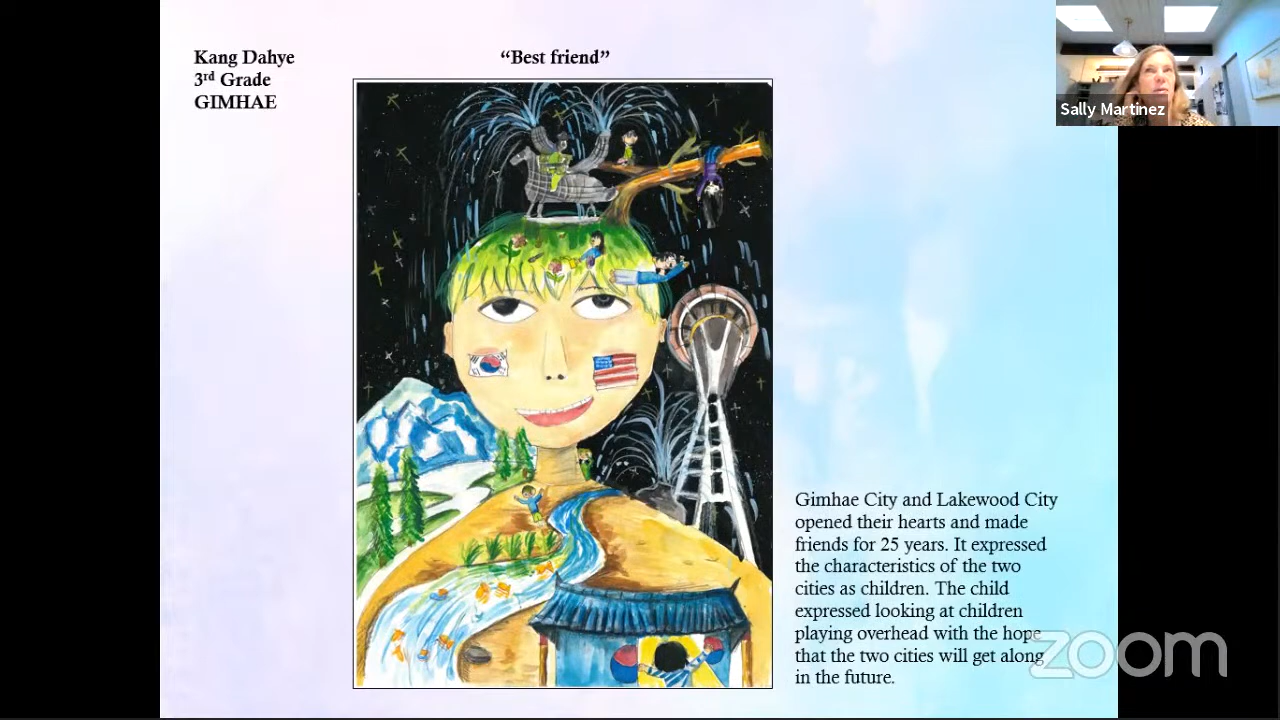 Kang Dahye
3rd Grade
GIMHAE
“Best friend”
Sally Martinez
Gimhae City and Lakewood City
opened their hearts and made
friends for 25 years. It expressed
the characteristics of the two
cities as children. The child
expressed looking at children
playing overhead with the hope
that the two cities will get along
in the future.
zoom